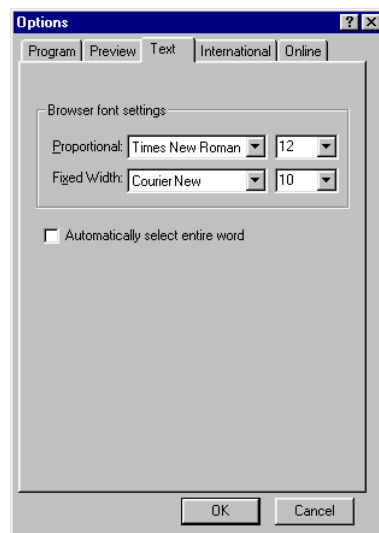 Options
Program Preview Text International Online
Browser font settings
Proportional: Times New Roman 12
Fixed Width: Courier New 10
Automatically select entire word
OK Cancel